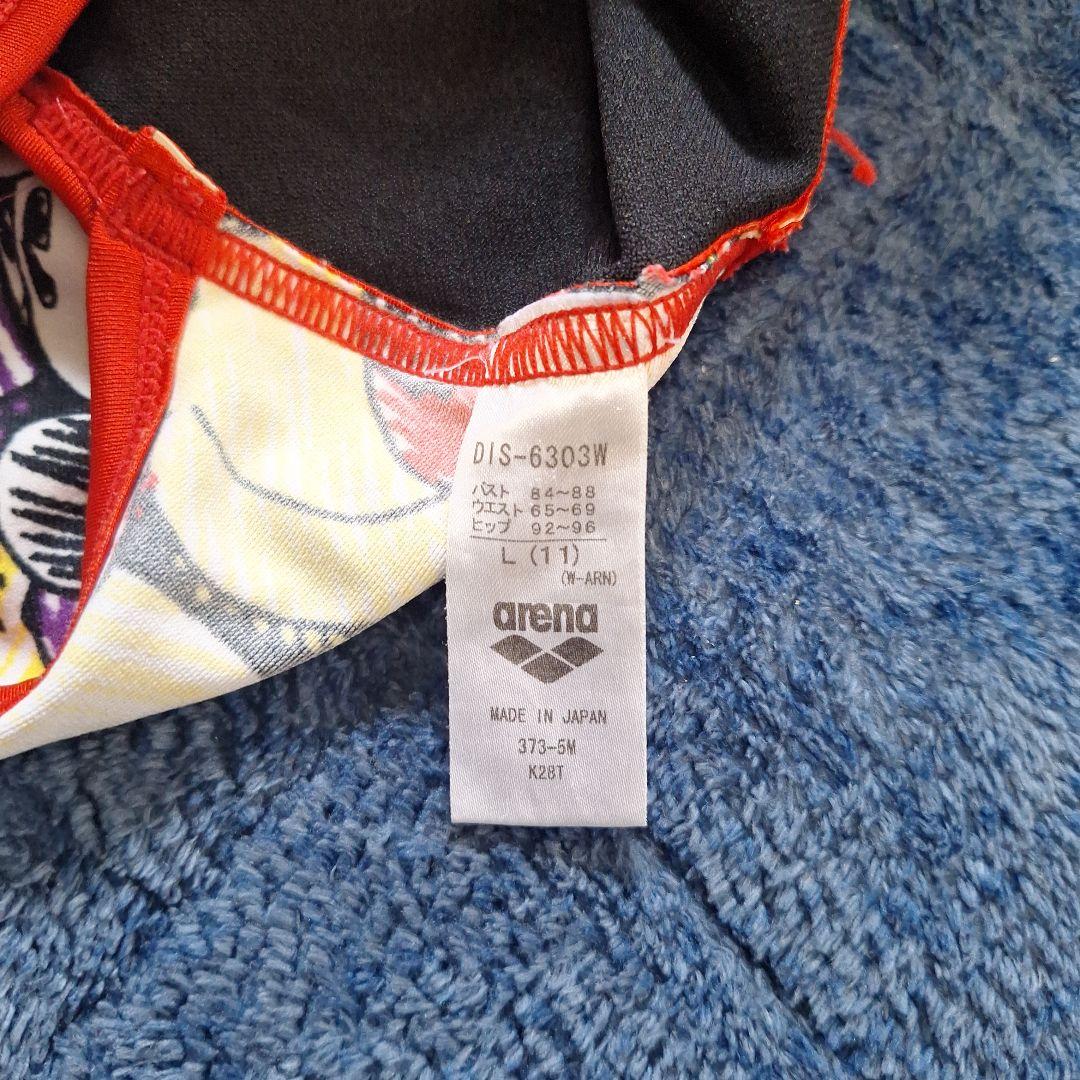 DIS-6303W
バスト 84~88
ウエスト 65~69
ヒップ 92~96
L (11)
(W-ARN)
arena
MADE IN JAPAN
373-5M
K28T